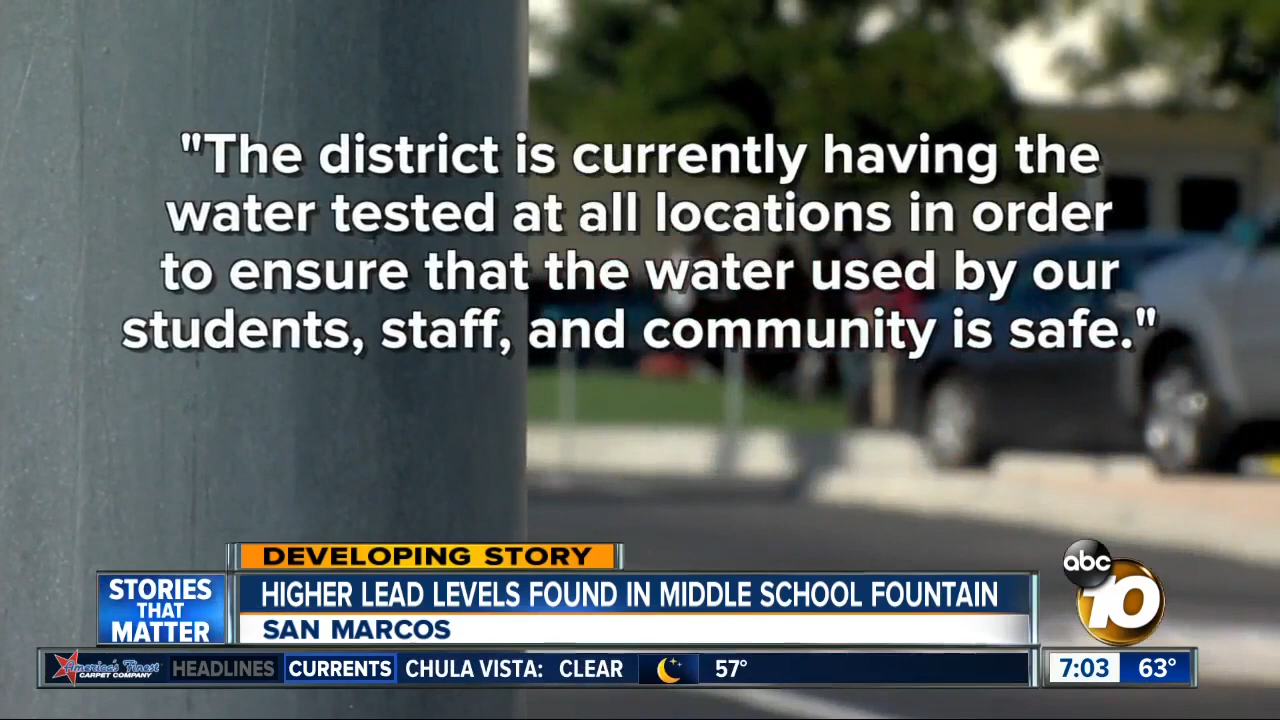 "The district is currently having the
water tested at all locations in order
to ensure that the water used by our
students, staff, and community is safe."
DEVELOPING STORY
STORIES
THAT
MATTER
HIGHER LEAD LEVELS FOUND IN MIDDLE SCHOOL FOUNTAIN
SAN MARCOS
abc
10
America's Finest
CARPET COMPANY
HEADLINES CURRENTS CHULA VISTA: CLEAR 57° 7:03 63°